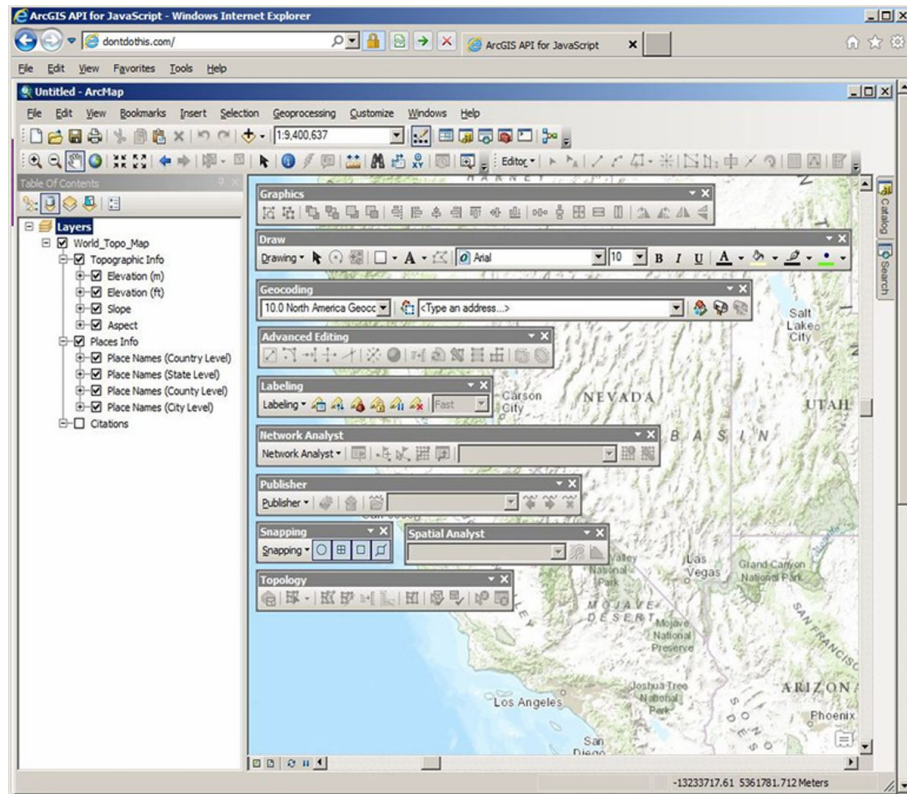 ArcGIS API for JavaScript - Windows Internet Explorer
dontdothis.com/
ArcGIS API for JavaScript
File Edit View Favorites Tools Help
Untitled - ArcMap
File Edit View Bookmarks Insert Selection Geoprocessing Customize Windows Help
1:9,400,637
Editor
Table Of Contents
Layers
World_Topo_Map
Topographic Info
Elevation (m)
Elevation (ft)
Slope
Aspect
Places Info
Place Names (Country Level)
Place Names (State Level)
Place Names (County Level)
Place Names (City Level)
Citations
HARNEY
Graphics
Draw
Drawing A Arial 10 B I U A
Geocoding
10.0 North America Geocc <Type an address...>
Advanced Editing
Labeling
Labeling Fast
Network Analyst
Network Analyst
Publisher
Publisher
Snapping
Snapping
Spatial Analyst
Topology
Catalog
Search
Salt
Lake
City
Carson
City
NEVADA
UTAH
BASIN
Valley
National
Park
Las
Vegas
Grand Canyon
National Park
MOJAVE
DESERT
Mojave
National
Preserve
SAN FRANCISCO
Joshua Tree
National
Park
ARIZONA
Phoenix
Los Angeles
San
Diego
-13233717.61 5361781.712 Meters